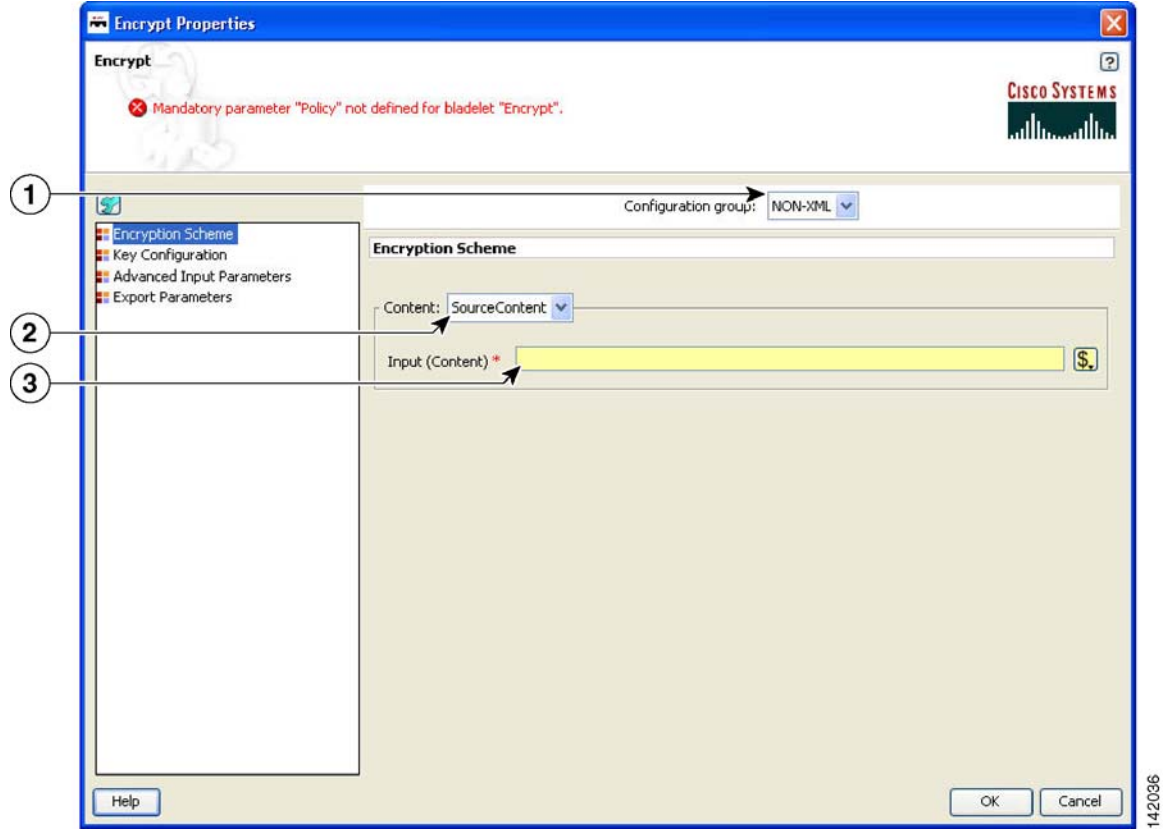 Encrypt Properties
Encrypt
?
Mandatory parameter "Policy" not defined for bladelet "Encrypt".
CISCO SYSTEMS
1
Configuration group: NON-XML
Encryption Scheme
Key Configuration
Advanced Input Parameters
Export Parameters
Encryption Scheme
2
Content: SourceContent
3
Input (Content) *
$
Help
OK
Cancel
142036